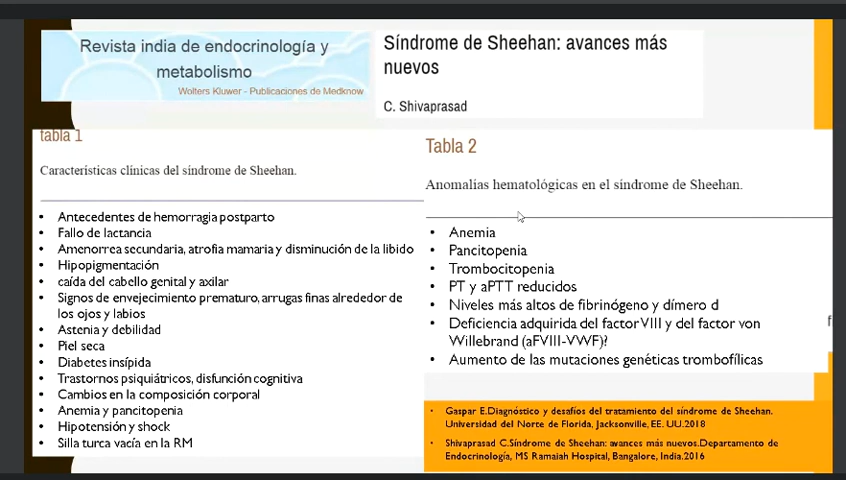 Revista india de endocrinología y
metabolismo
Wolters Kluwer - Publicaciones de Medknow
Síndrome de Sheehan: avances más
nuevos
C. Shivaprasad
tabla 1
Características clínicas del síndrome de Sheehan.
• Antecedentes de hemorragia postparto
• Fallo de lactancia
• Amenorrea secundaria, atrofia mamaria y disminución de la libido
• Hipopigmentación
• caída del cabello genital y axilar
• Signos de envejecimiento prematuro, arrugas finas alrededor de
los ojos y labios
• Astenia y debilidad
• Piel seca
• Diabetes insípida
• Trastornos psiquiátricos, disfunción cognitiva
• Cambios en la composición corporal
• Anemia y pancitopenia
• Hipotensión y shock
• Silla turca vacía en la RM
Tabla 2
Anomalías hematológicas en el síndrome de Sheehan.
• Anemia
• Pancitopenia
• Trombocitopenia
• PT y aPTT reducidos
• Niveles más altos de fibrinógeno y dímero d
• Deficiencia adquirida del factor VIII y del factor von
Willebrand (aFVIII-VWF)?
• Aumento de las mutaciones genéticas trombofílicas
• Gaspar E.Diagnóstico y desafíos del tratamiento del síndrome de Sheehan.
Universidad del Norte de Florida, Jacksonville, EE. UU.2018
• Shivaprasad C.Síndrome de Sheehan: avances más nuevos.Departamento de
Endocrinología, MS Ramaiah Hospital, Bangalore, India.2016